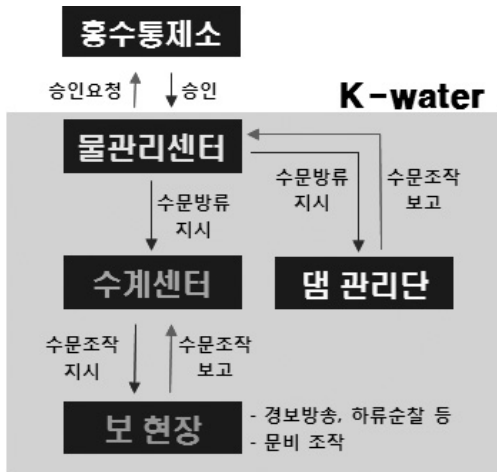 홍수통제소
승인요청
승인
K-water
물관리센터
수문방류
지시
수문방류
지시
수문조작
보고
수계센터
댐 관리단
수문조작
지시
수문조작
보고
보 현장
- 경보방송, 하류순찰 등
- 문비 조작